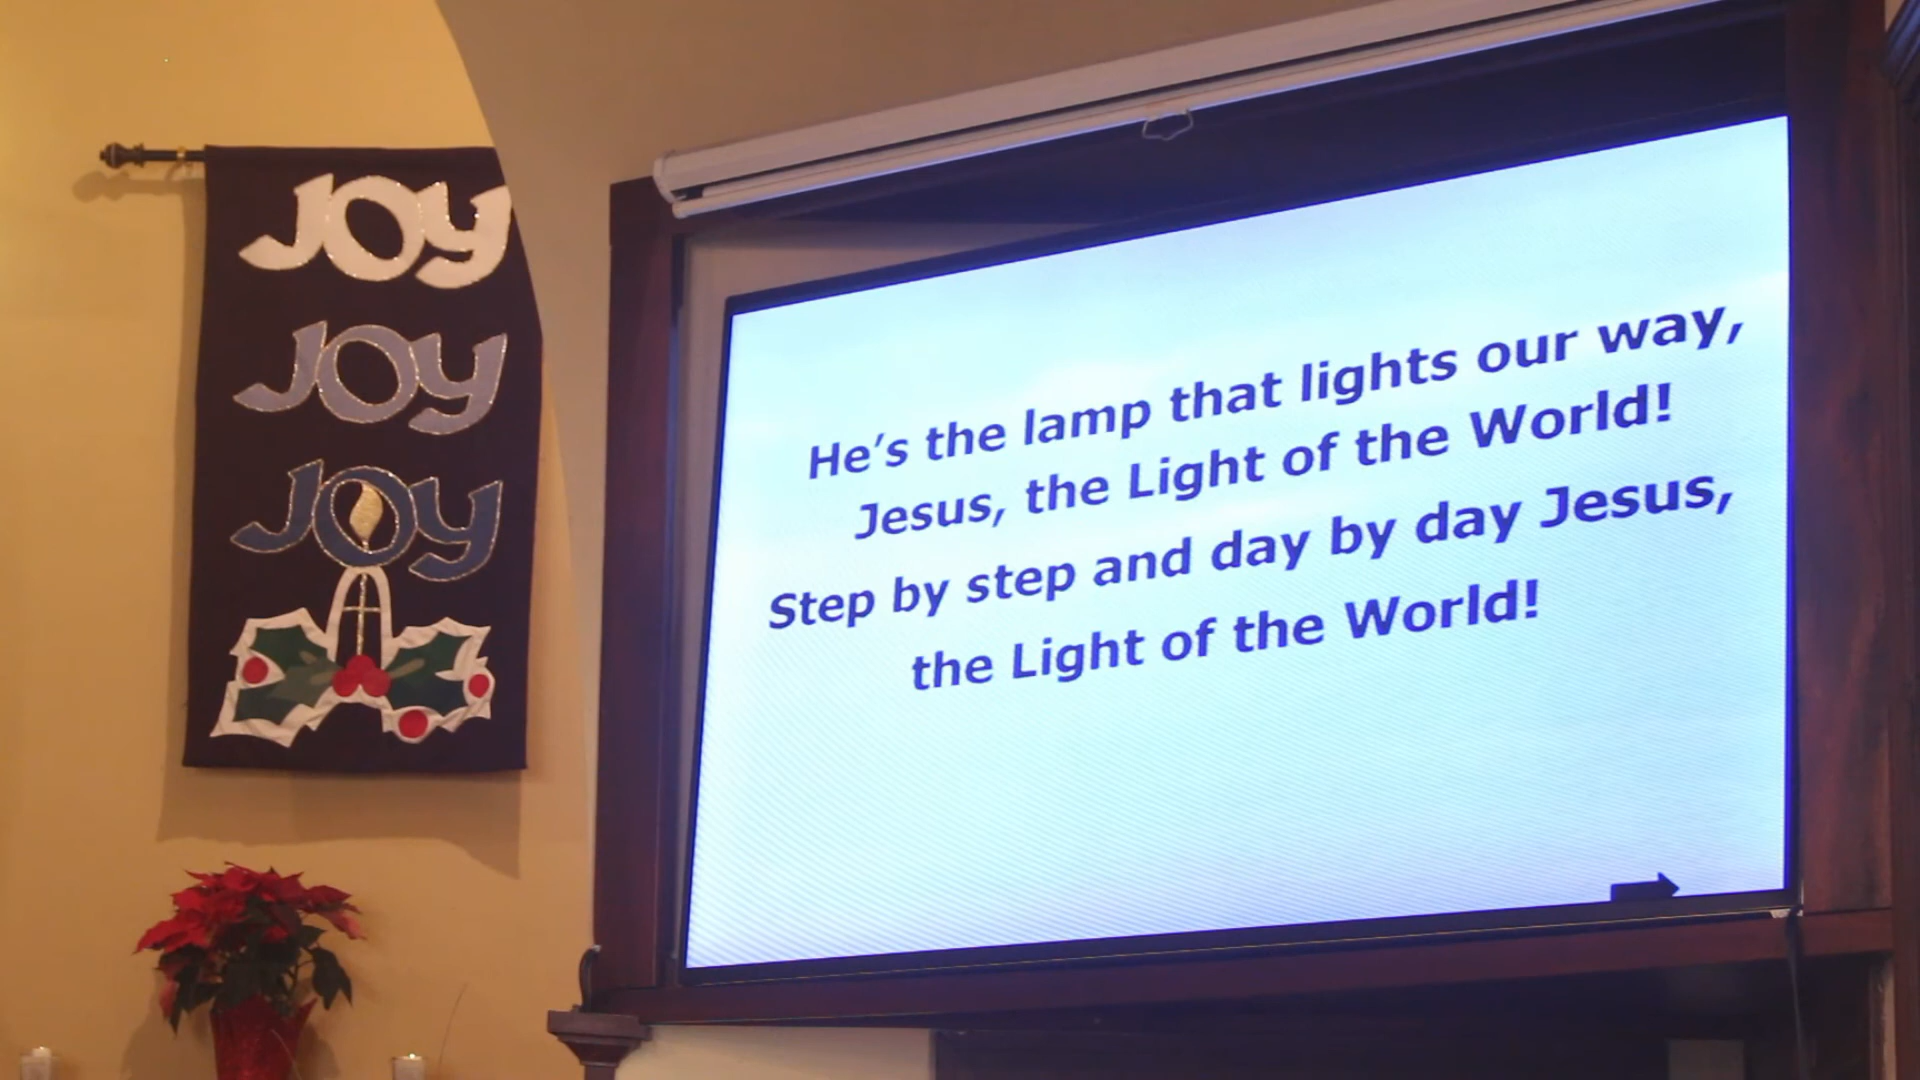 JOY
JOY
JOY
He's the lamp that lights our way,
Jesus, the Light of the World!
Step by step and day by day Jesus,
the Light of the World!